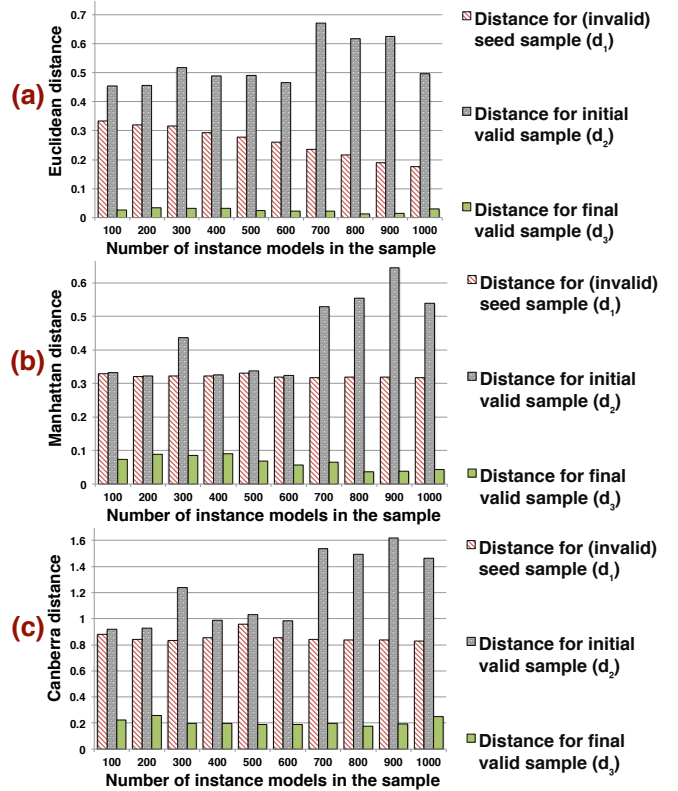 (a)
Euclidean distance
0.7
0.6
0.5
0.4
0.3
0.2
0.1
0
100 200 300 400 500 600 700 800 900 1000
Number of instance models in the sample
Distance for (invalid)
seed sample (d₁)
Distance for initial
valid sample (d₂)
Distance for final
valid sample (d₃)
(b)
Manhattan distance
0.6
0.5
0.4
0.3
0.2
0.1
0
100 200 300 400 500 600 700 800 900 1000
Number of instance models in the sample
Distance for (invalid)
seed sample (d₁)
Distance for initial
valid sample (d₂)
Distance for final
valid sample (d₃)
(c)
Canberra distance
1.6
1.4
1.2
1
0.8
0.6
0.4
0.2
0
100 200 300 400 500 600 700 800 900 1000
Number of instance models in the sample
Distance for (invalid)
seed sample (d₁)
Distance for initial
valid sample (d₂)
Distance for final
valid sample (d₃)